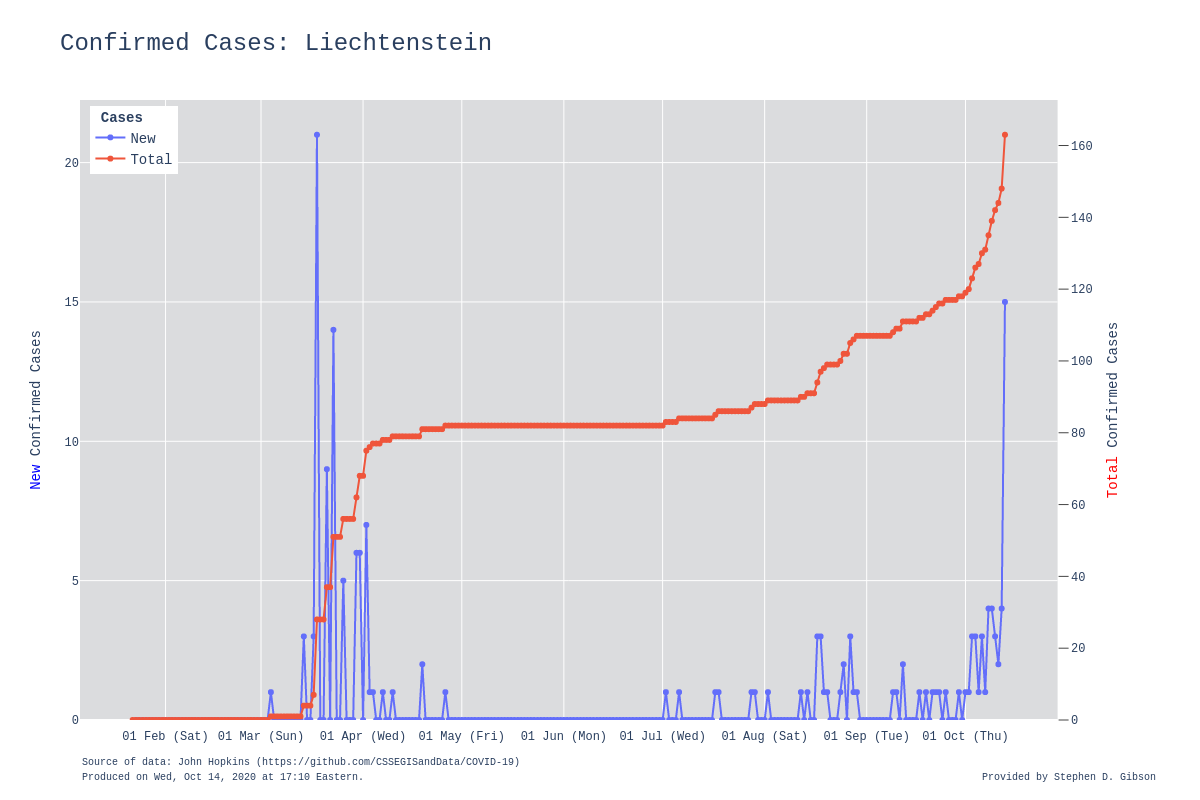 Confirmed Cases: Liechtenstein
Cases
New
Total
20
15
10
5
0
160
140
120
100
80
60
40
20
0
New Confirmed Cases
Total Confirmed Cases
01 Feb (Sat) 01 Mar (Sun) 01 Apr (Wed) 01 May (Fri) 01 Jun (Mon) 01 Jul (Wed) 01 Aug (Sat) 01 Sep (Tue) 01 Oct (Thu)
Source of data: John Hopkins (https://github.com/CSSEGISandData/COVID-19)
Produced on Wed, Oct 14, 2020 at 17:10 Eastern.
Provided by Stephen D. Gibson